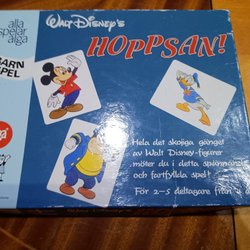 alla
spelar
alga
WALT DISNEY'S
HOPPSAN!
BARN
SPEL
Hela det skojiga gänget
av Walt Disney-figurer
möter du i detta spännande
och fartfyllda spel!
För 2-5 deltagare från